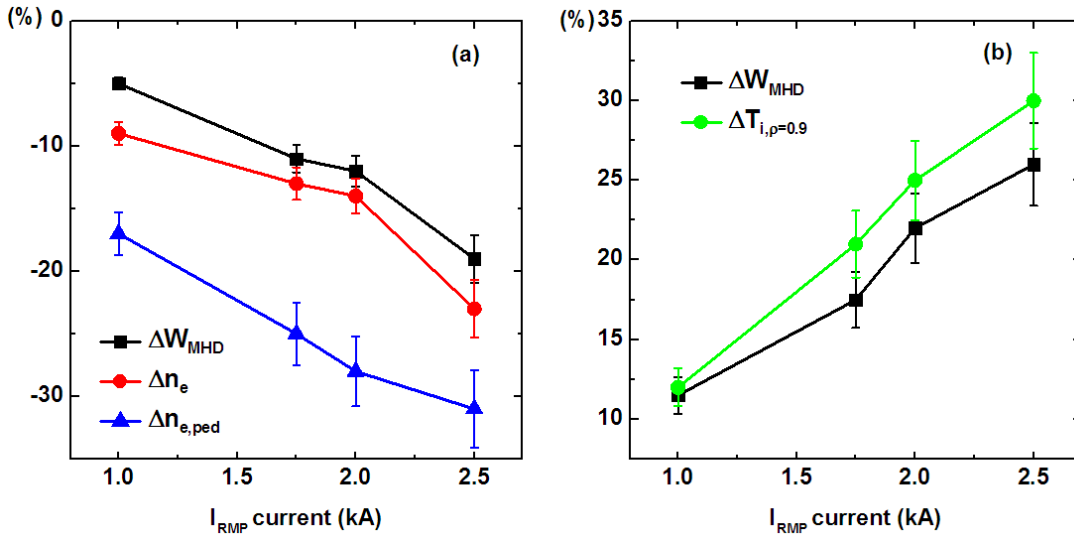 (%)
0
-10
-20
-30
(a)
ΔW_MHD
Δn_e
Δn_e,ped
1.0 1.5 2.0 2.5
I_RMP current (kA)
(%)
35
30
25
20
15
10
(b)
ΔW_MHD
ΔT_i,ρ=0.9
1.0 1.5 2.0 2.5
I_RMP current (kA)